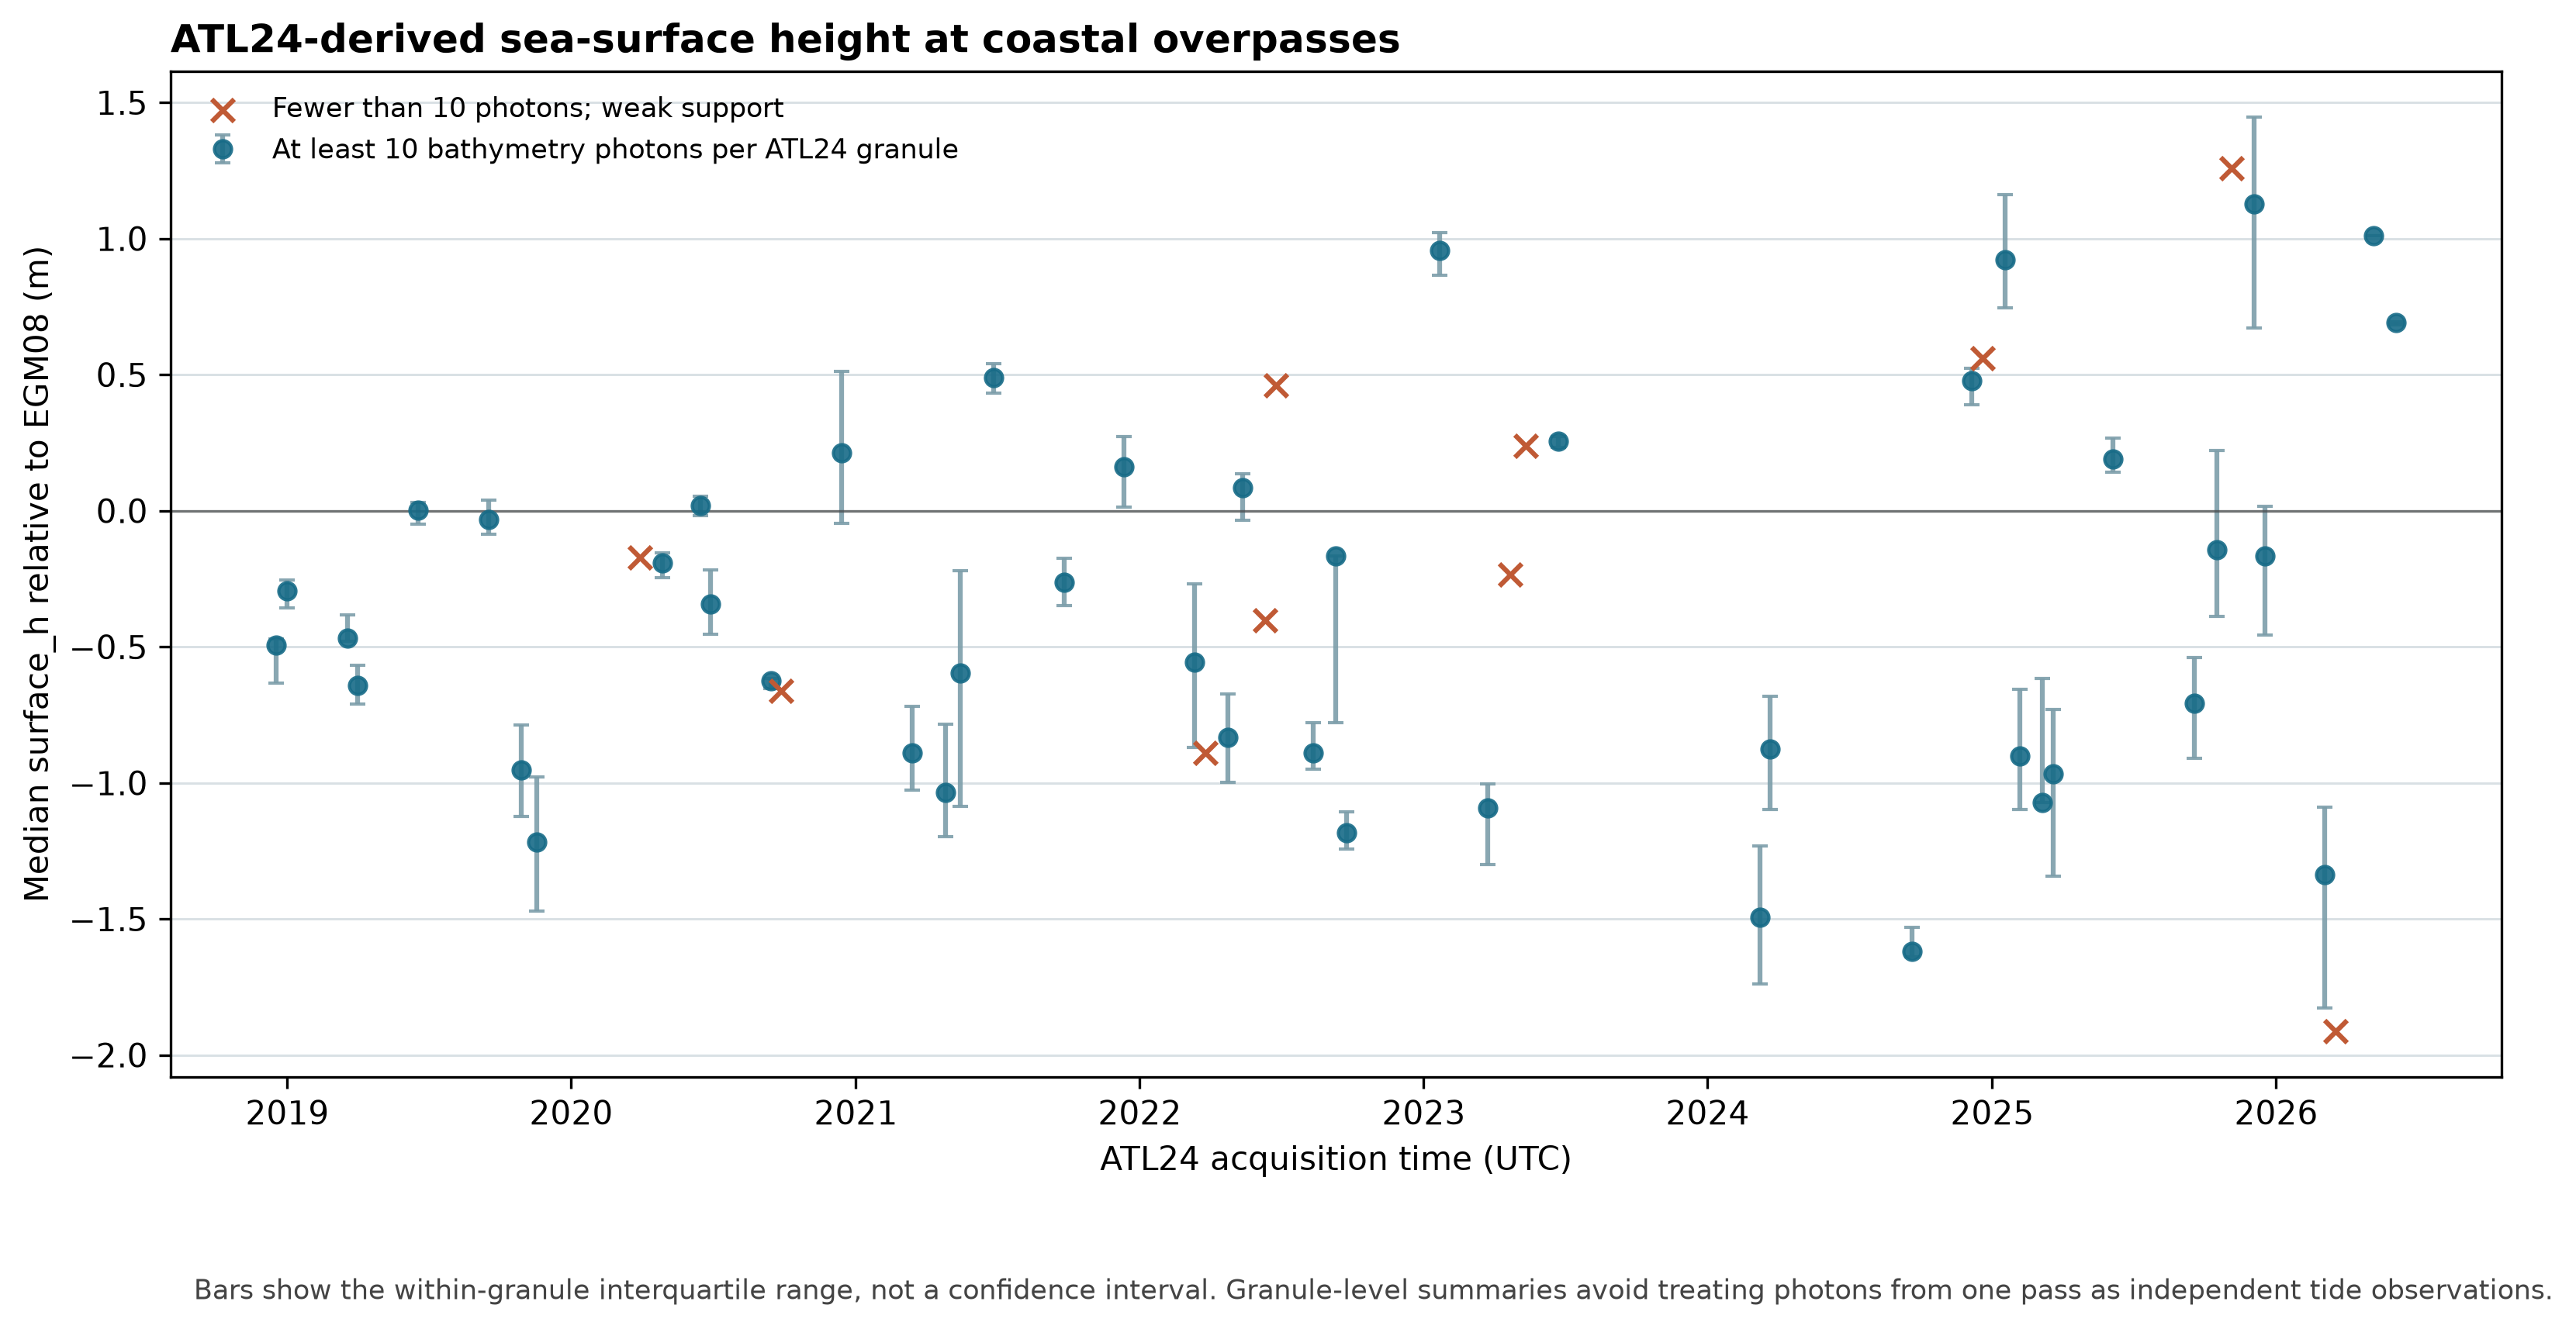 ATL24-derived sea-surface height at coastal overpasses
Fewer than 10 photons; weak support
At least 10 bathymetry photons per ATL24 granule
Median surface_h relative to EGM08 (m)
1.5
1.0
0.5
0.0
−0.5
−1.0
−1.5
−2.0
2019 2020 2021 2022 2023 2024 2025 2026
ATL24 acquisition time (UTC)
Bars show the within-granule interquartile range, not a confidence interval. Granule-level summaries avoid treating photons from one pass as independent tide observations.